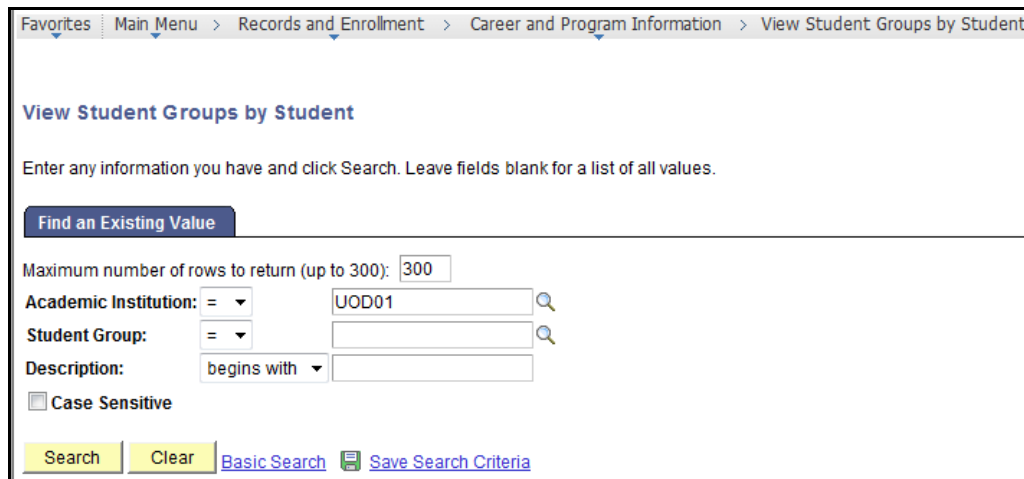 Favorites Main Menu > Records and Enrollment > Career and Program Information > View Student Groups by Student
View Student Groups by Student
Enter any information you have and click Search. Leave fields blank for a list of all values.
Find an Existing Value
Maximum number of rows to return (up to 300): 300
Academic Institution: = UOD01
Student Group: =
Description: begins with
Case Sensitive
Search Clear Basic Search Save Search Criteria